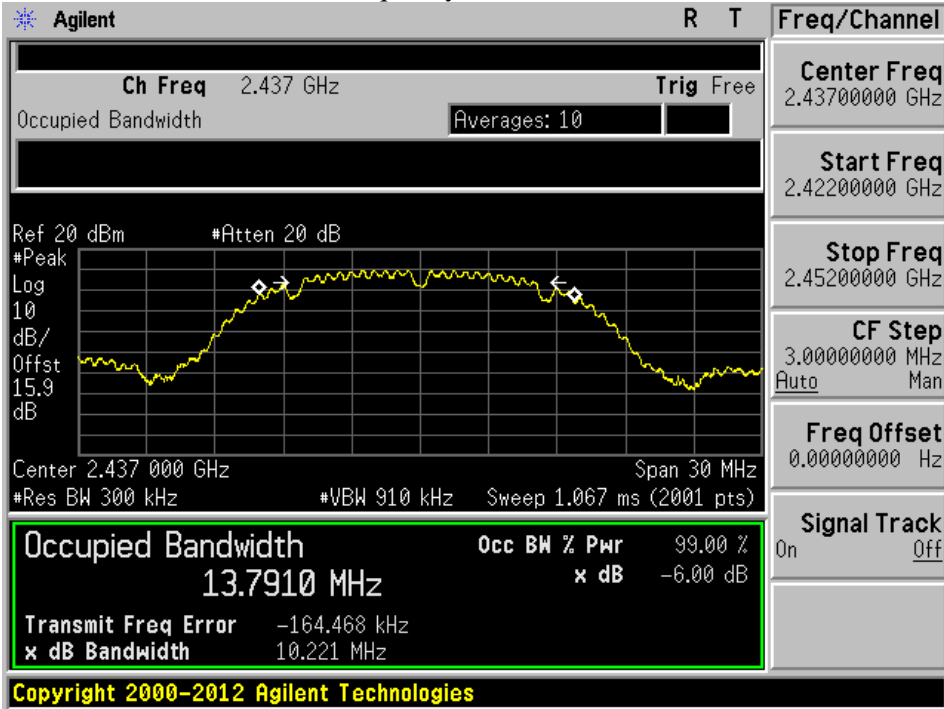 Agilent R T
Ch Freq 2.437 GHz Trig Free
Occupied Bandwidth Averages: 10
Ref 20 dBm #Atten 20 dB
#Peak
Log
10
dB/
Offst
15.9
dB
Center 2.437 000 GHz Span 30 MHz
#Res BW 300 kHz #VBW 910 kHz Sweep 1.067 ms (2001 pts)
Occupied Bandwidth Occ BW % Pwr 99.00 %
13.7910 MHz x dB -6.00 dB
Transmit Freq Error -164.468 kHz
x dB Bandwidth 10.221 MHz
Copyright 2000-2012 Agilent Technologies
Freq/Channel
Center Freq
2.43700000 GHz
Start Freq
2.42200000 GHz
Stop Freq
2.45200000 GHz
CF Step
3.00000000 MHz
Auto Man
Freq Offset
0.00000000 Hz
Signal Track
On Off